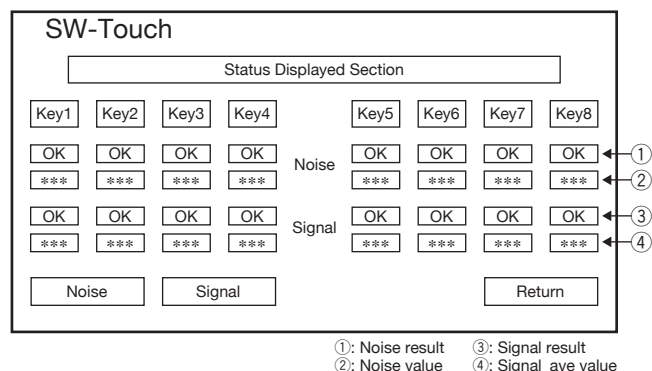 SW-Touch
Status Displayed Section
Key1 Key2 Key3 Key4 Key5 Key6 Key7 Key8
OK OK OK OK Noise OK OK OK OK ①
*** *** *** *** *** *** *** *** ②
OK OK OK OK Signal OK OK OK OK ③
*** *** *** *** *** *** *** *** ④
Noise Signal Return
①: Noise result ③: Signal result
②: Noise value ④: Signal_ave value